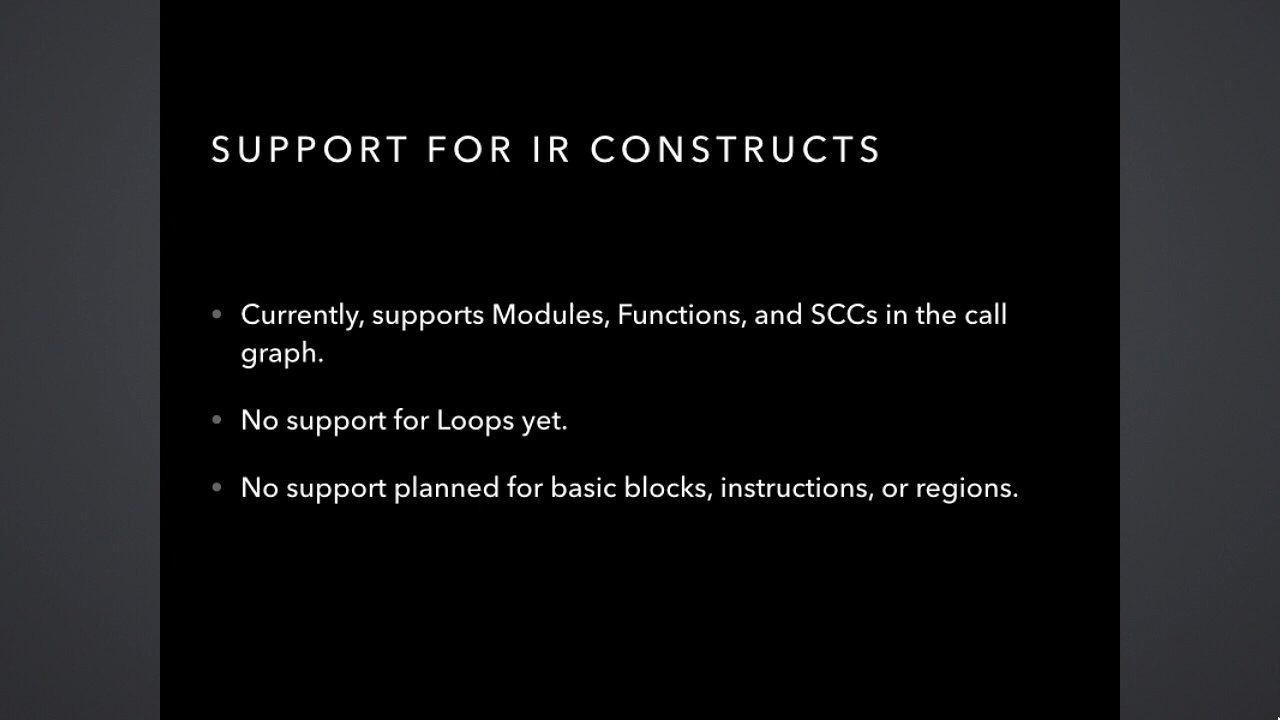 SUPPORT FOR IR CONSTRUCTS
• Currently, supports Modules, Functions, and SCCs in the call
graph.
• No support for Loops yet.
• No support planned for basic blocks, instructions, or regions.